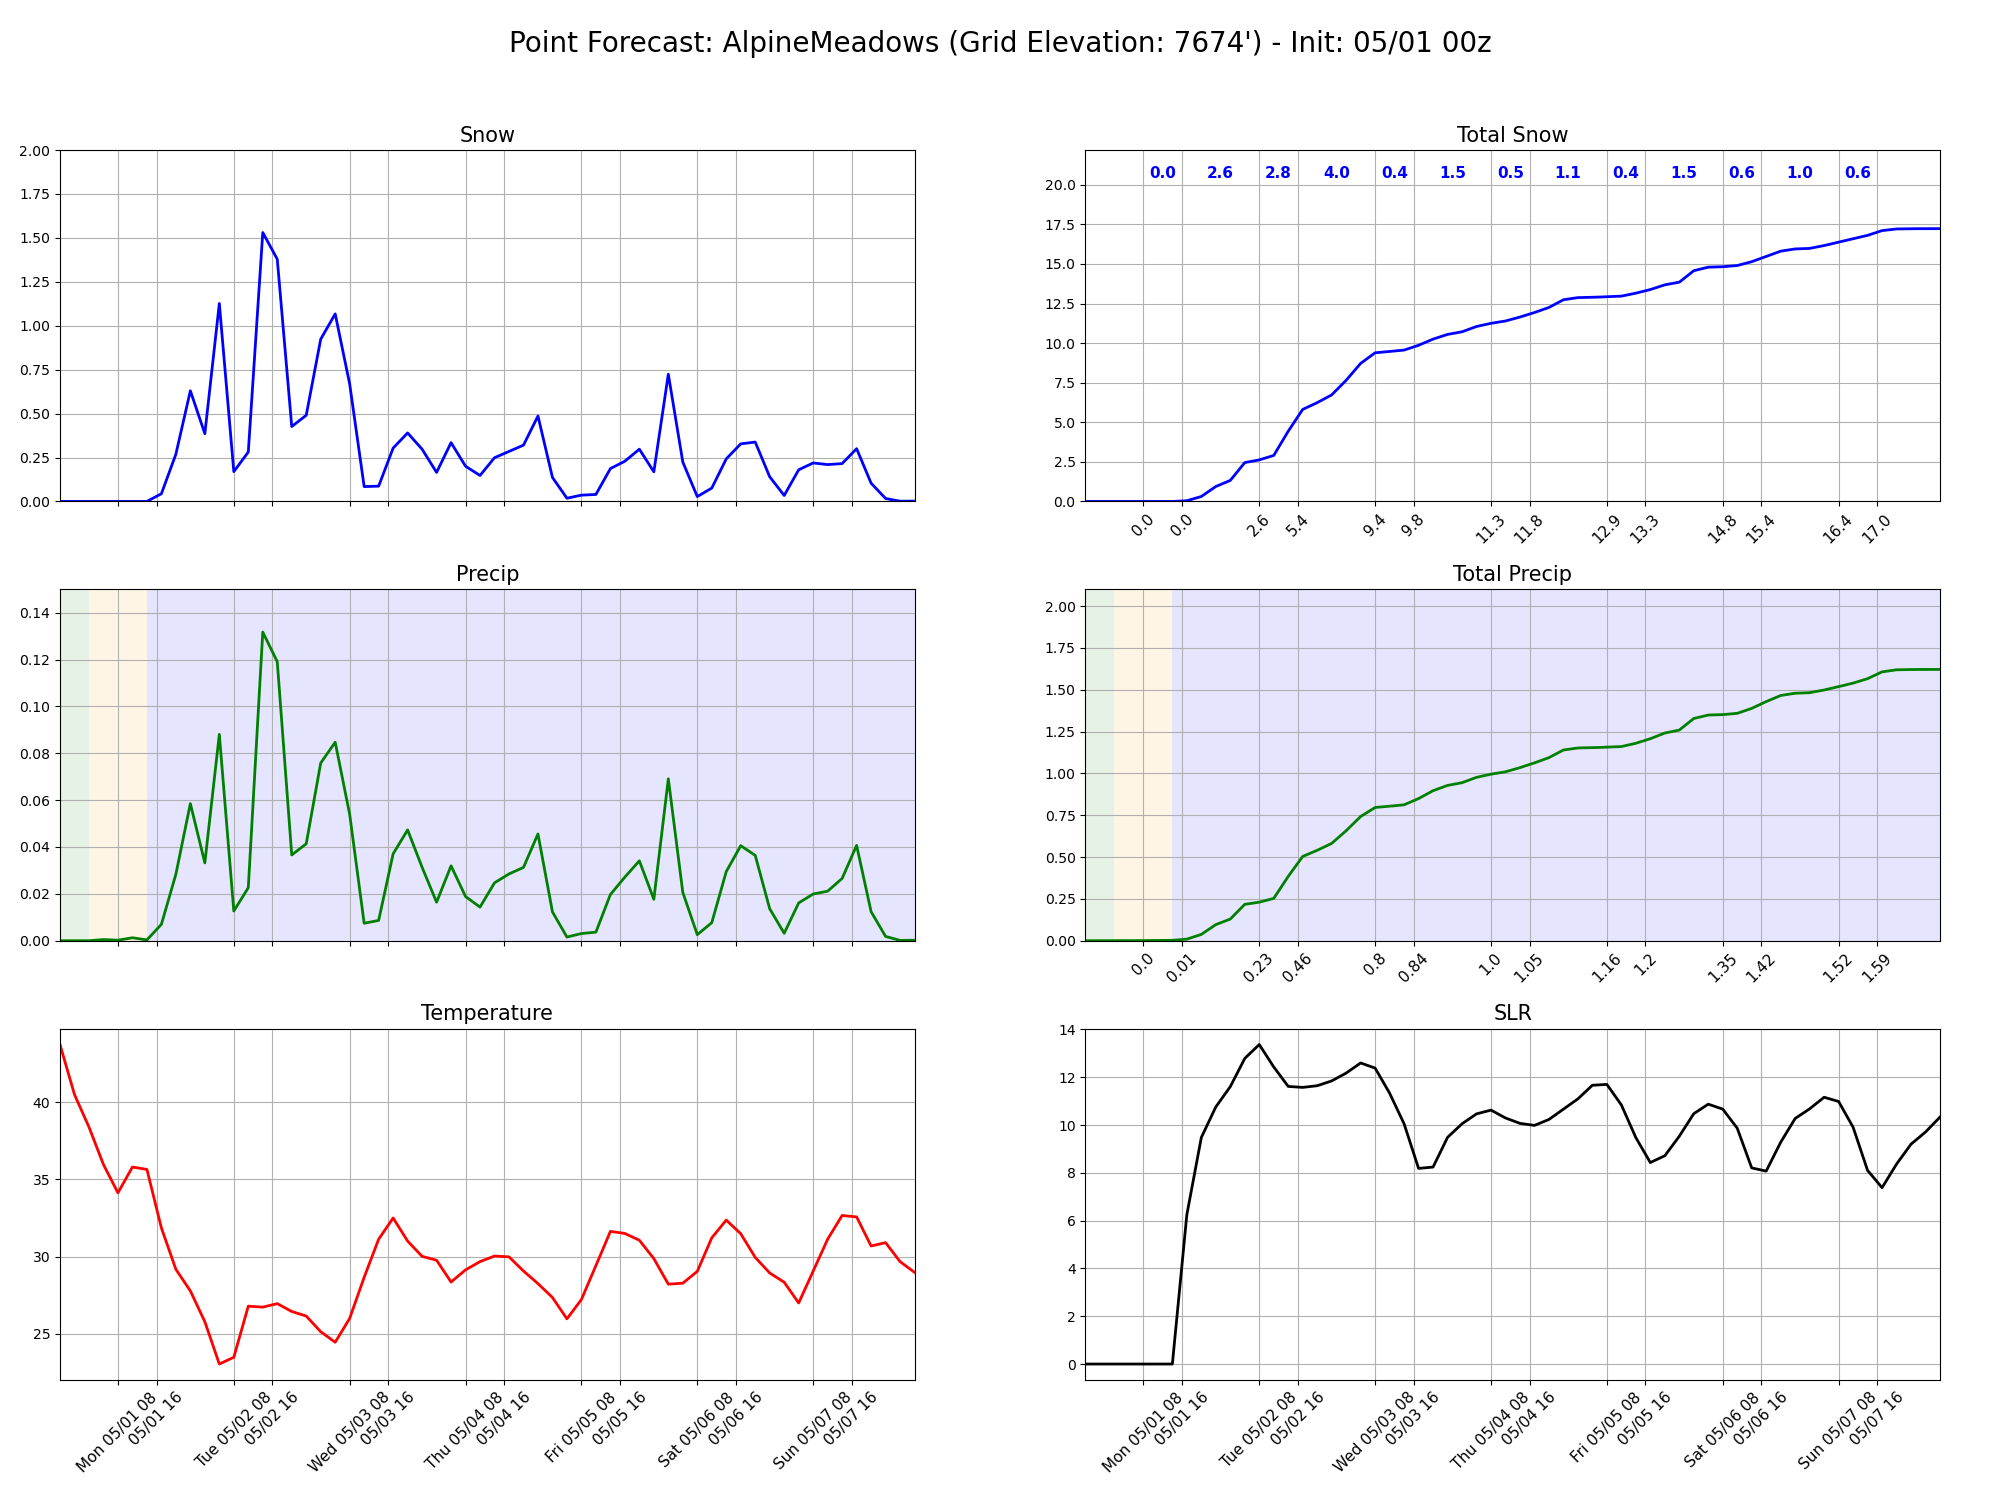 Point Forecast: AlpineMeadows (Grid Elevation: 7674') - Init: 05/01 00z
Snow
2.00
1.75
1.50
1.25
1.00
0.75
0.50
0.25
0.00
Total Snow
0.0 2.6 2.8 4.0 0.4 1.5 0.5 1.1 0.4 1.5 0.6 1.0 0.6
20.0
17.5
15.0
12.5
10.0
7.5
5.0
2.5
0.0
0.0 0.0 2.6 5.4 9.4 9.8 11.3 11.8 12.9 13.3 14.8 15.4 16.4 17.0
Precip
0.14
0.12
0.10
0.08
0.06
0.04
0.02
0.00
Total Precip
2.00
1.75
1.50
1.25
1.00
0.75
0.50
0.25
0.00
0.0 0.01 0.23 0.46 0.8 0.84 1.0 1.05 1.16 1.2 1.35 1.42 1.52 1.59
Temperature
40
35
30
25
Mon 05/01 08
05/01 16
Tue 05/02 08
05/02 16
Wed 05/03 08
05/03 16
Thu 05/04 08
05/04 16
Fri 05/05 08
05/05 16
Sat 05/06 08
05/06 16
Sun 05/07 08
05/07 16
SLR
14
12
10
8
6
4
2
0
Mon 05/01 08
05/01 16
Tue 05/02 08
05/02 16
Wed 05/03 08
05/03 16
Thu 05/04 08
05/04 16
Fri 05/05 08
05/05 16
Sat 05/06 08
05/06 16
Sun 05/07 08
05/07 16